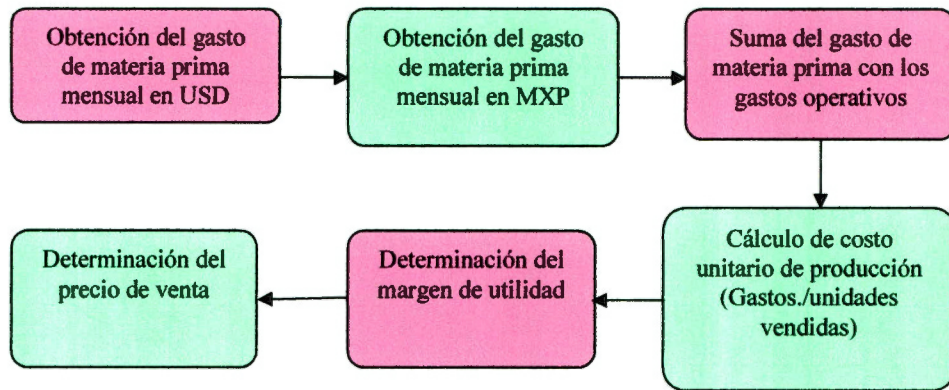 Obtención del gasto
de materia prima
mensual en USD
Obtención del gasto
de materia prima
mensual en MXP
Suma del gasto de
materia prima con los
gastos operativos
Cálculo de costo
unitario de producción
(Gastos./unidades
vendidas)
Determinación del
margen de utilidad
Determinación del
precio de venta